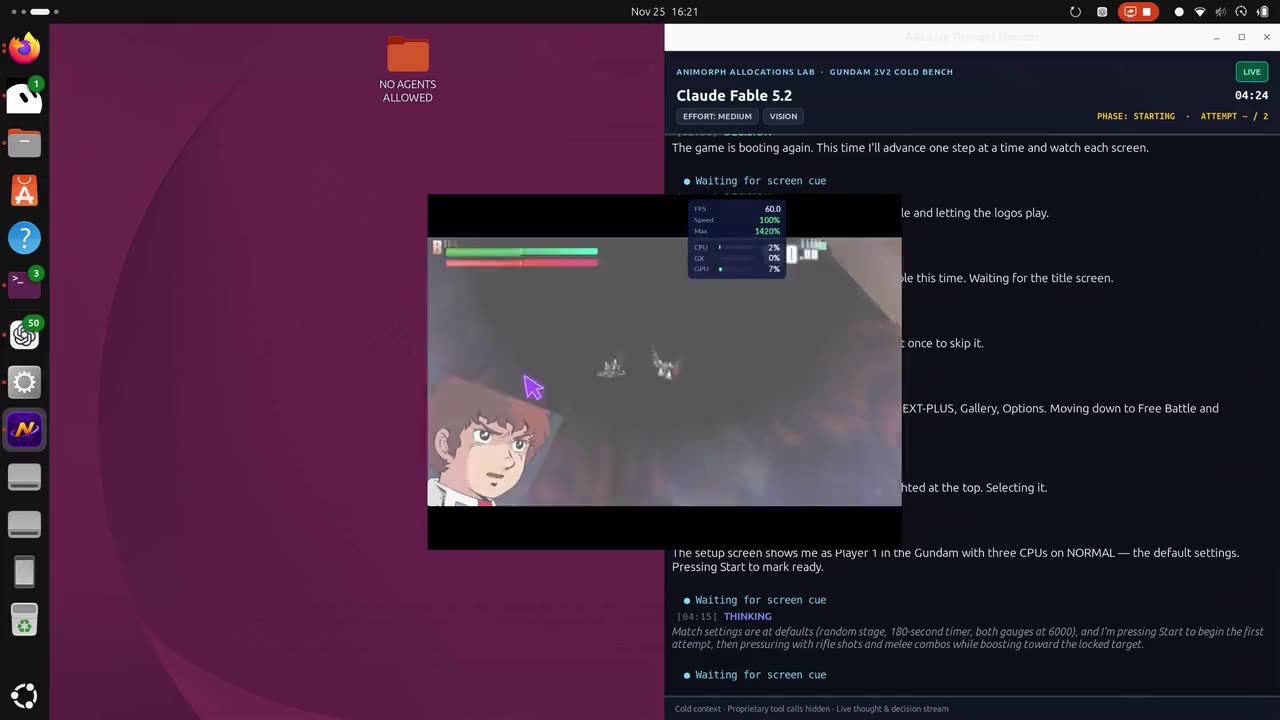 Nov 25 16:21
NO AGENTS
ALLOWED
1
3
50
AAL Live Thought Monitor
ANIMORPH ALLOCATIONS LAB · GUNDAM 2V2 COLD BENCH
LIVE
Claude Fable 5.2
04:24
EFFORT: MEDIUM
VISION
PHASE: STARTING · ATTEMPT — / 2
The game is booting again. This time I'll advance one step at a time and watch each screen.
● Waiting for screen cue
le and letting the logos play.
ble this time. Waiting for the title screen.
t once to skip it.
EXT-PLUS, Gallery, Options. Moving down to Free Battle and
hted at the top. Selecting it.
The setup screen shows me as Player 1 in the Gundam with three CPUs on NORMAL — the default settings.
Pressing Start to mark ready.
● Waiting for screen cue
[04:15] THINKING
Match settings are at defaults (random stage, 180-second timer, both gauges at 6000), and I'm pressing Start to begin the first
attempt, then pressuring with rifle shots and melee combos while boosting toward the locked target.
● Waiting for screen cue
Cold context · Proprietary tool calls hidden · Live thought & decision stream
FPS 60.0
Speed 100%
Max 1420%
CPU 2%
GX 0%
GPU 7%